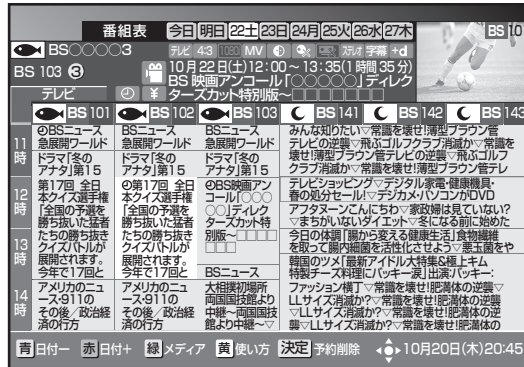 番組表 今日 明日 22土 23日 24月 25火 26水 27木
BS 10
BS○○○○3 テレビ 4:3 1080 MV ステレオ 字幕 +d
BS 103 ③
10月22日(土)12:00~13:35(1時間35分)
BS 映画アンコール「○○○○○」ディレク
ターズカット特別版~□□□□□□□□
テレビ ¥
BS 101 BS 102 BS 103 BS 141 BS 142 BS 143
11時
12時
13時
14時
BSニュース
急展開ワールド
ドラマ「冬の
アナタ」第15
第17回 全日
本クイズ選手権
「全国の予選を
勝ち抜いた猛者
たちの勝ち抜き
クイズバトルが
展開されます。
今年で17回と
アメリカのニュ
ース・911の
その後/政治経
済の行方
BSニュース
急展開ワールド
ドラマ「冬の
アナタ」第15
第17回 全日
本クイズ選手権
「全国の予選を
勝ち抜いた猛者
たちの勝ち抜き
クイズバトルが
展開されます。
今年で17回と
アメリカのニュ
ース・911の
その後/政治経
済の行方
BSニュース
急展開ワールド
ドラマ「冬の
アナタ」第15
BS映画アン
コール「○○○
○○」ディレク
ターズカット特
別版~□□□
BSニュース
大相撲初場所
両国国技館より
中継~両国国技
館より中継~▽
みんな知りたい▽常識を壊せ!薄型ブラウン管
テレビの逆襲▽飛ぶゴルフクラブ消滅か▽常識を
壊せ!薄型ブラウン管テレビの逆襲▽飛ぶゴルフ
クラブ消滅か▽常識を壊せ!薄型ブラウン管テレ
テレビショッピング▽デジタル家電・健康機具・
春の処分セール!▽デジカメ・パソコンがDVD
アフタヌーンこんにちわ▽家政婦は見ていない?
▽まちがいないダイエット▽冬になる前に始めた
今日の体調「腸から変える健康生活」食物繊維
を取って腸内細菌を活性化させよう▽悪玉菌をや
韓国のツメ「最新アイドル大特集&極上キム
特製チーズ料理にバッキー涙」出演:バッキー:
ファッション横丁▽常識を壊せ!肥満体の逆襲▽
LLサイズ消滅か?▽常識を壊せ!肥満体の逆襲
▽LLサイズ消滅か?▽常識を壊せ!肥満体の逆
襲▽LLサイズ消滅か?▽常識を壊せ!肥満体の
青 日付- 赤 日付+ 緑 メディア 黄 使い方 決定 予約削除 10月20日(木)20:45